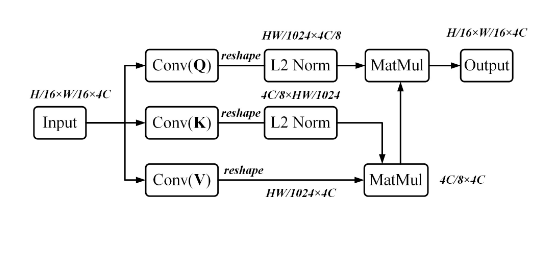 HW/1024×4C/8
H/16×W/16×4C
reshape
Conv(Q)
L2 Norm
MatMul
Output
H/16×W/16×4C
reshape
4C/8×HW/1024
Input
Conv(K)
L2 Norm
reshape
Conv(V)
MatMul
4C/8×4C
HW/1024×4C